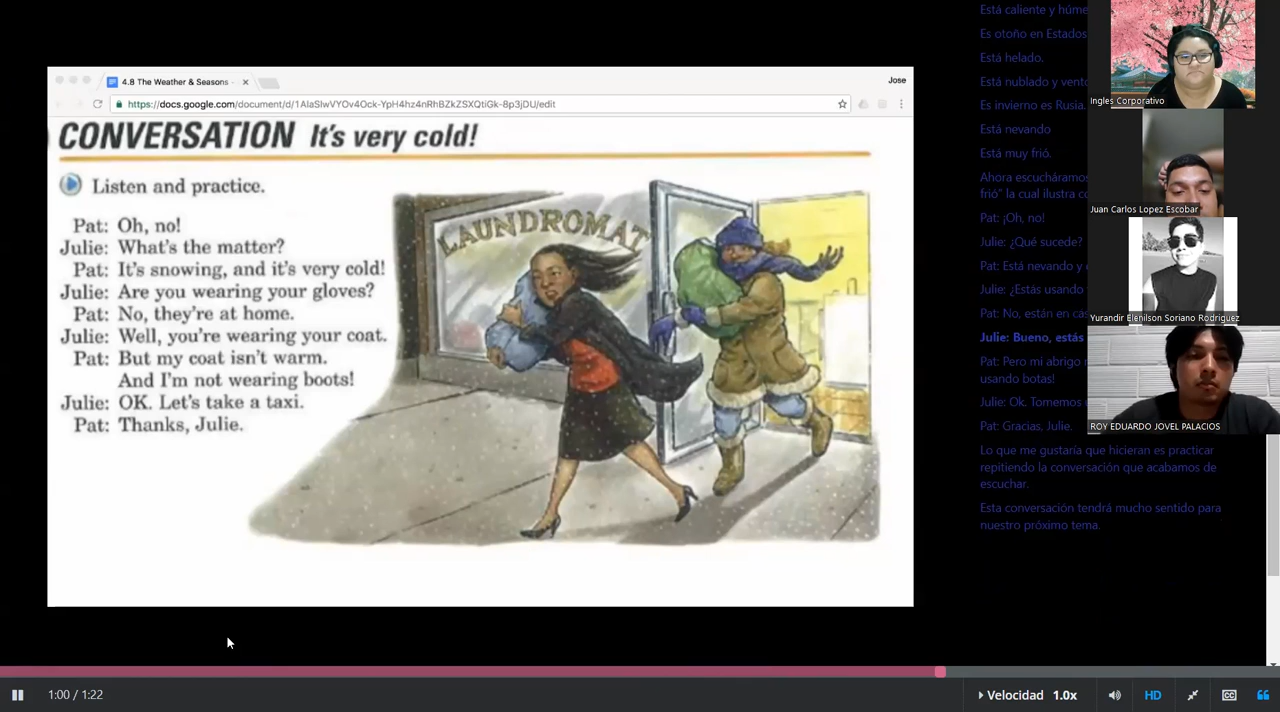 4.8 The Weather & Seasons
Jose
https://docs.google.com/document/d/1AIaSlwVYOv4Ock-YpH4hz4nRhBZkZSXQtiGk-8p3jDU/edit
CONVERSATION It's very cold!
Listen and practice.
Pat: Oh, no!
Julie: What's the matter?
Pat: It's snowing, and it's very cold!
Julie: Are you wearing your gloves?
Pat: No, they're at home.
Julie: Well, you're wearing your coat.
Pat: But my coat isn't warm.
And I'm not wearing boots!
Julie: OK. Let's take a taxi.
Pat: Thanks, Julie.
LAUNDROMAT
Está caliente y húme
Es otoño en Estados
Está helado.
Está nublado y vento
Es invierno es Rusia.
Está nevando
Está muy frió.
Ahora escucháramos
frió" la cual ilustra co
Pat: ¡Oh, no!
Julie: ¿Qué sucede?
Pat: Está nevando y
Julie: ¿Estás usando
Pat: No, están en cas
Julie: Bueno, estás
Pat: Pero mi abrigo
usando botas!
Julie: Ok. Tomemos
Pat: Gracias, Julie.
Lo que me gustaría que hicieran es practicar
repitiendo la conversación que acabamos de
escuchar.
Esta conversación tendrá mucho sentido para
nuestro próximo tema.
Ingles Corporativo
Juan Carlos Lopez Escobar
Yurandir Elenilson Soriano Rodriguez
ROY EDUARDO JOVEL PALACIOS
1:00 / 1:22
Velocidad 1.0x
HD
CC